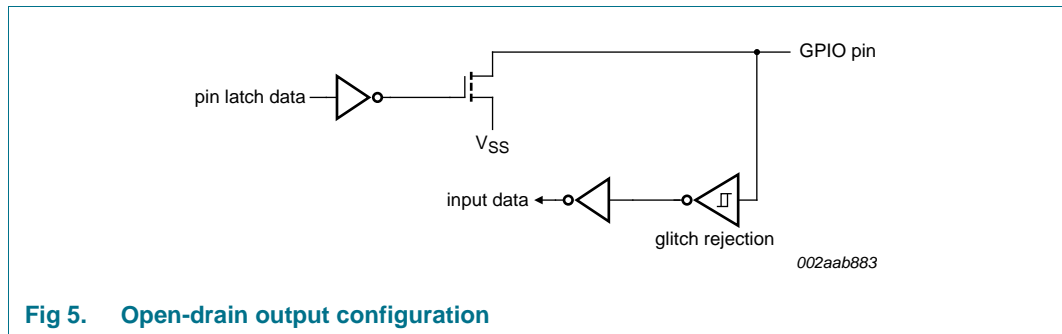 GPIO pin
pin latch data
VSS
input data
glitch rejection
002aab883
Fig 5. Open-drain output configuration